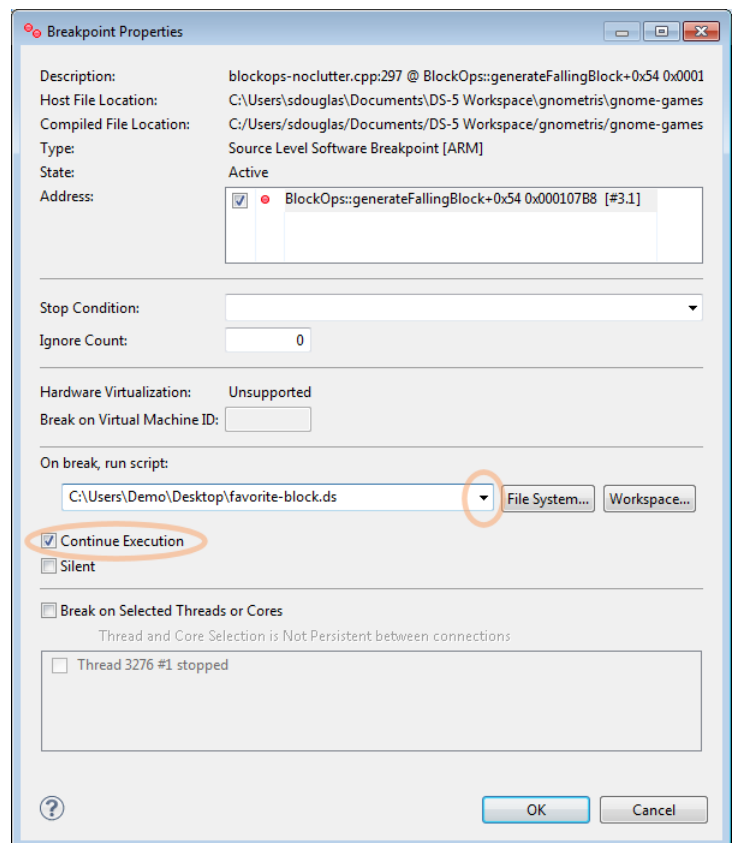 Breakpoint Properties
Description: blockops-noclutter.cpp:297 @ BlockOps::generateFallingBlock+0x54 0x0001
Host File Location: C:\Users\sdouglas\Documents\DS-5 Workspace\gnometris\gnome-games
Compiled File Location: C:/Users/sdouglas/Documents/DS-5 Workspace/gnometris/gnome-games
Type: Source Level Software Breakpoint [ARM]
State: Active
Address: BlockOps::generateFallingBlock+0x54 0x000107B8 [#3.1]
Stop Condition:
Ignore Count: 0
Hardware Virtualization: Unsupported
Break on Virtual Machine ID:
On break, run script:
C:\Users\Demo\Desktop\favorite-block.ds File System... Workspace...
Continue Execution
Silent
Break on Selected Threads or Cores
Thread and Core Selection is Not Persistent between connections
Thread 3276 #1 stopped
? OK Cancel